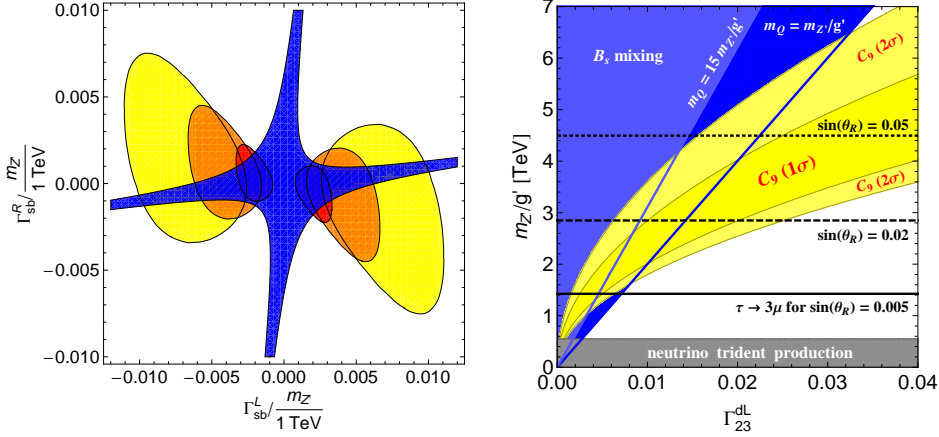 0.010
0.005
0.000
−0.005
−0.010
−0.010
−0.005
0.000
0.005
0.010
Γ^R_sb / m_Z' / 1 TeV
Γ^L_sb / m_Z' / 1 TeV
7
6
5
4
3
2
1
0
0.00
0.01
0.02
0.03
0.04
m_Z'/g' [TeV]
Γ^dL_23
B_s mixing
m_Q = 15 m_Z'/g'
m_Q = m_Z'/g'
C_9 (2σ)
sin(θ_R) = 0.05
C_9 (1σ)
C_9 (2σ)
sin(θ_R) = 0.02
τ → 3μ for sin(θ_R) = 0.005
neutrino trident production